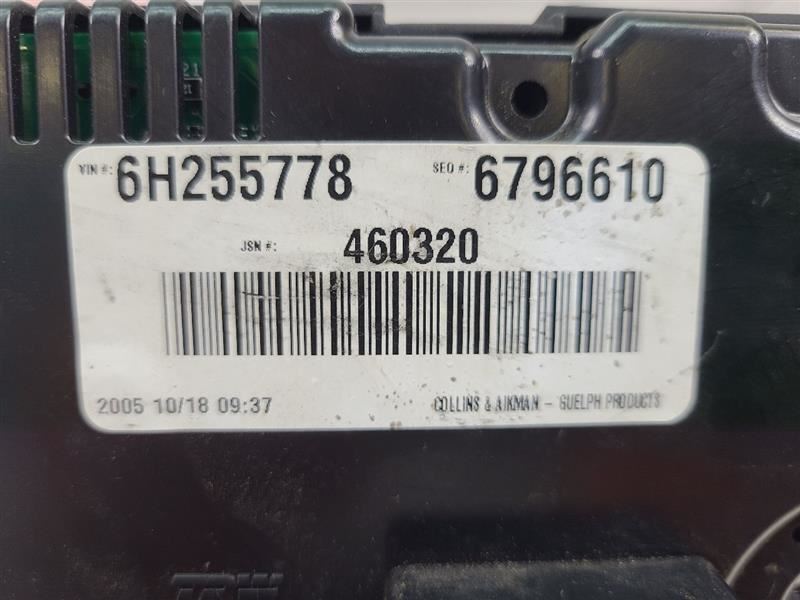 VIN #: 6H255778 SEQ #: 6796610
JSN #: 460320
2005 10/18 09:37 COLLINS & AIKMAN - GUELPH PRODUCTS